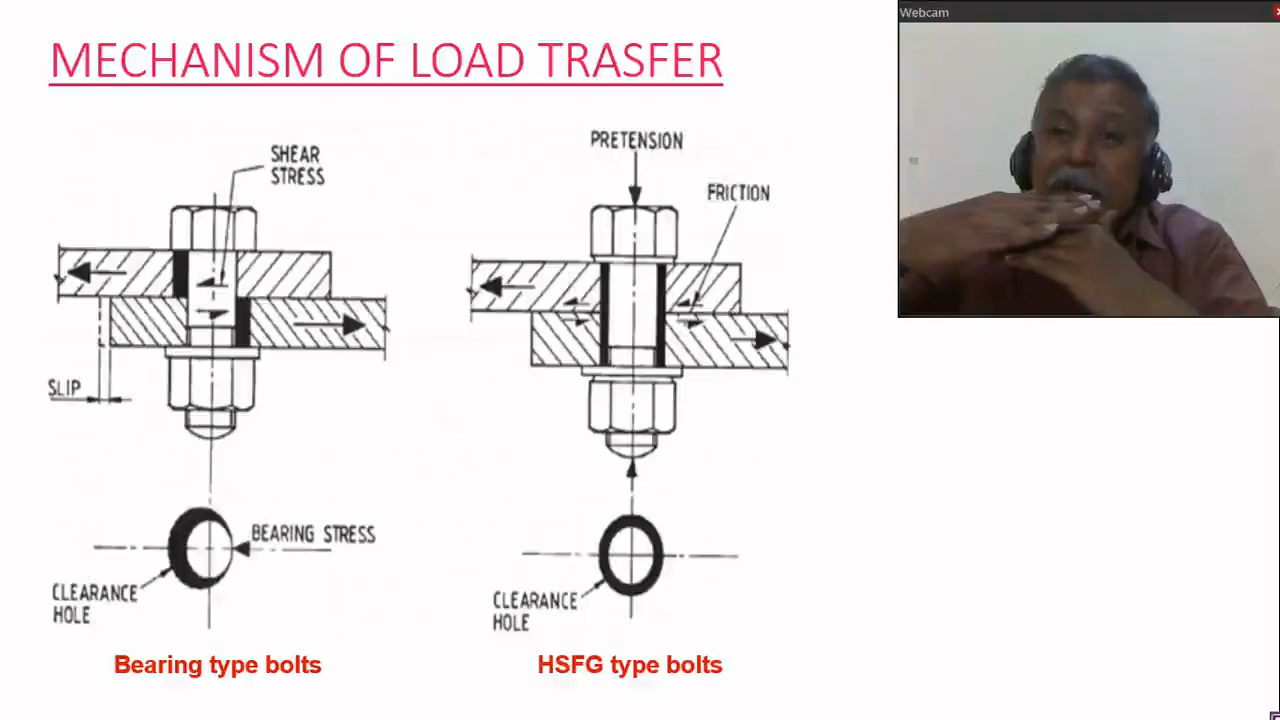 Webcam
MECHANISM OF LOAD TRASFER
SHEAR
STRESS
SLIP
BEARING STRESS
CLEARANCE
HOLE
Bearing type bolts
PRETENSION
FRICTION
CLEARANCE
HOLE
HSFG type bolts